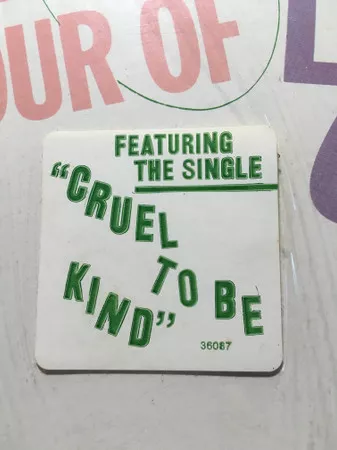 OUR OF
FEATURING
THE SINGLE
“CRUEL
TO BE
KIND”
36087